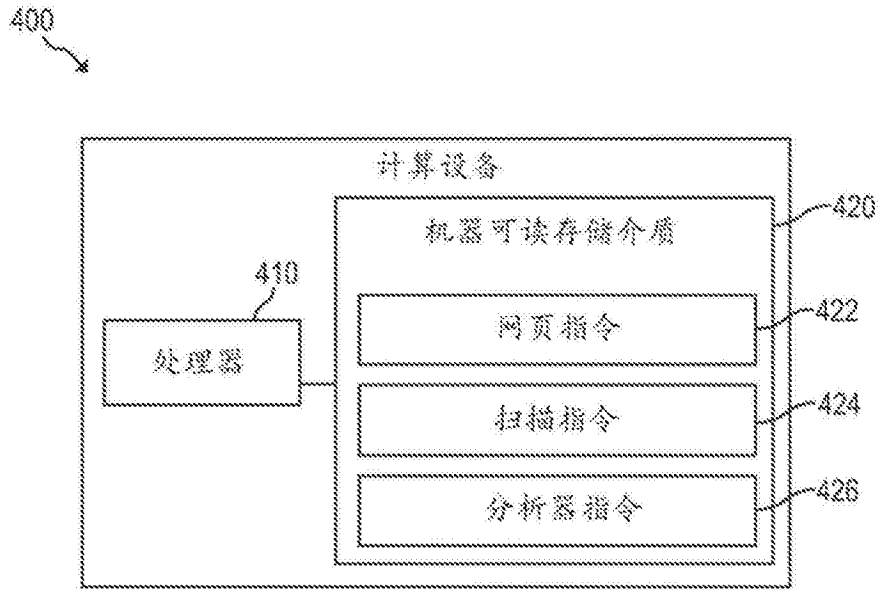 400
计算设备
机器可读存储介质
420
410
处理器
网页指令
422
扫描指令
424
分析器指令
426